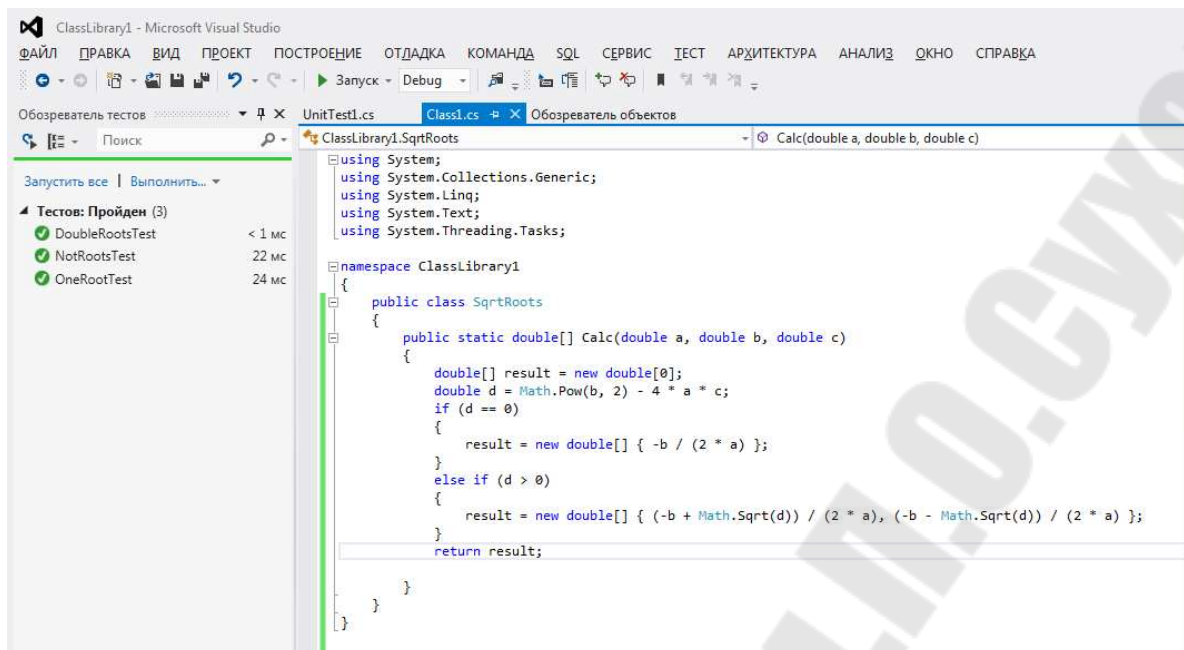 ClassLibrary1 - Microsoft Visual Studio
ФАЙЛ ПРАВКА ВИД ПРОЕКТ ПОСТРОЕНИЕ ОТЛАДКА КОМАНДА SQL СЕРВИС ТЕСТ АРХИТЕКТУРА АНАЛИЗ ОКНО СПРАВКА
Запуск Debug
Обозреватель тестов UnitTest1.cs Class1.cs Обозреватель объектов
Поиск ClassLibrary1.SqrtRoots Calc(double a, double b, double c)
Запустить все | Выполнить...
Тестов: Пройден (3)
DoubleRootsTest < 1 мс
NotRootsTest 22 мс
OneRootTest 24 мс
using System;
using System.Collections.Generic;
using System.Linq;
using System.Text;
using System.Threading.Tasks;
namespace ClassLibrary1
{
public class SqrtRoots
{
public static double[] Calc(double a, double b, double c)
{
double[] result = new double[0];
double d = Math.Pow(b, 2) - 4 * a * c;
if (d == 0)
{
result = new double[] { -b / (2 * a) };
}
else if (d > 0)
{
result = new double[] { (-b + Math.Sqrt(d)) / (2 * a), (-b - Math.Sqrt(d)) / (2 * a) };
}
return result;
}
}
}